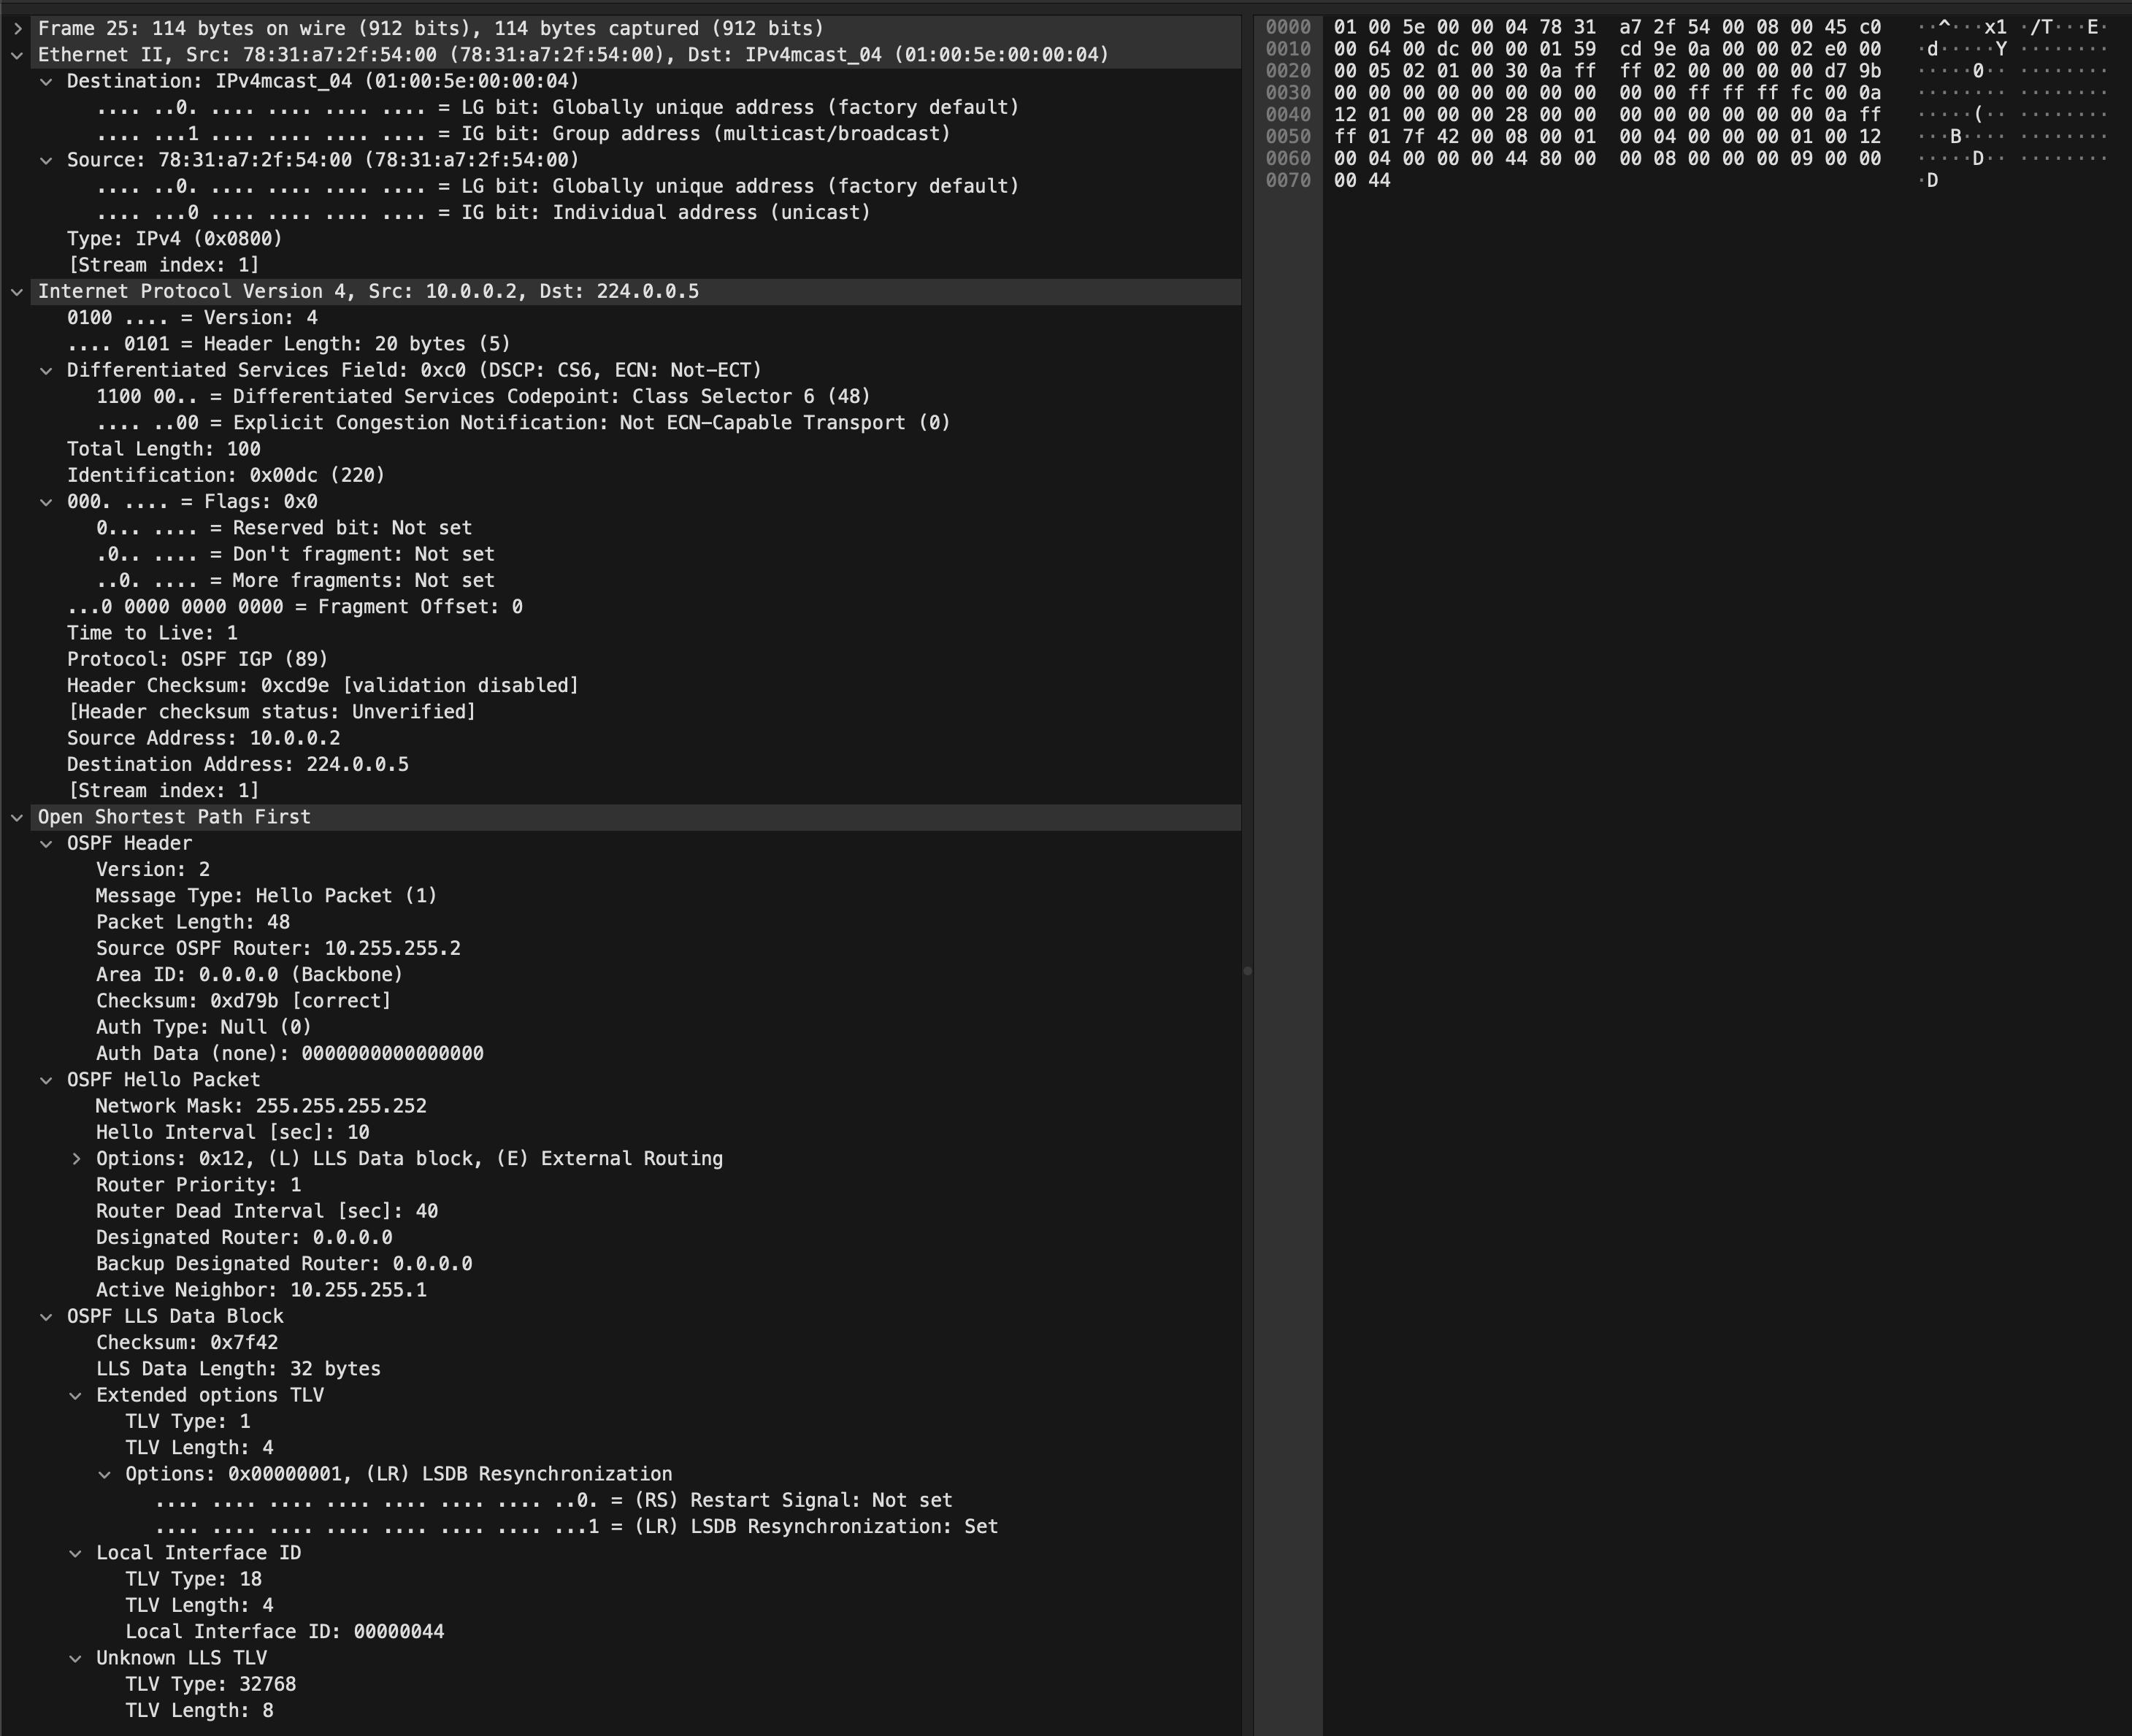 Frame 25: 114 bytes on wire (912 bits), 114 bytes captured (912 bits)
Ethernet II, Src: 78:31:a7:2f:54:00 (78:31:a7:2f:54:00), Dst: IPv4mcast_04 (01:00:5e:00:00:04)
Destination: IPv4mcast_04 (01:00:5e:00:00:04)
.... ..0. .... .... .... .... = LG bit: Globally unique address (factory default)
.... ...1 .... .... .... .... = IG bit: Group address (multicast/broadcast)
Source: 78:31:a7:2f:54:00 (78:31:a7:2f:54:00)
.... ..0. .... .... .... .... = LG bit: Globally unique address (factory default)
.... ...0 .... .... .... .... = IG bit: Individual address (unicast)
Type: IPv4 (0x0800)
[Stream index: 1]
Internet Protocol Version 4, Src: 10.0.0.2, Dst: 224.0.0.5
0100 .... = Version: 4
.... 0101 = Header Length: 20 bytes (5)
Differentiated Services Field: 0xc0 (DSCP: CS6, ECN: Not-ECT)
1100 00.. = Differentiated Services Codepoint: Class Selector 6 (48)
.... ..00 = Explicit Congestion Notification: Not ECN-Capable Transport (0)
Total Length: 100
Identification: 0x00dc (220)
000. .... = Flags: 0x0
0... .... = Reserved bit: Not set
.0.. .... = Don't fragment: Not set
..0. .... = More fragments: Not set
...0 0000 0000 0000 = Fragment Offset: 0
Time to Live: 1
Protocol: OSPF IGP (89)
Header Checksum: 0xcd9e [validation disabled]
[Header checksum status: Unverified]
Source Address: 10.0.0.2
Destination Address: 224.0.0.5
[Stream index: 1]
Open Shortest Path First
OSPF Header
Version: 2
Message Type: Hello Packet (1)
Packet Length: 48
Source OSPF Router: 10.255.255.2
Area ID: 0.0.0.0 (Backbone)
Checksum: 0xd79b [correct]
Auth Type: Null (0)
Auth Data (none): 0000000000000000
OSPF Hello Packet
Network Mask: 255.255.255.252
Hello Interval [sec]: 10
Options: 0x12, (L) LLS Data block, (E) External Routing
Router Priority: 1
Router Dead Interval [sec]: 40
Designated Router: 0.0.0.0
Backup Designated Router: 0.0.0.0
Active Neighbor: 10.255.255.1
OSPF LLS Data Block
Checksum: 0x7f42
LLS Data Length: 32 bytes
Extended options TLV
TLV Type: 1
TLV Length: 4
Options: 0x00000001, (LR) LSDB Resynchronization
.... .... .... .... .... .... .... ..0. = (RS) Restart Signal: Not set
.... .... .... .... .... .... .... ...1 = (LR) LSDB Resynchronization: Set
Local Interface ID
TLV Type: 18
TLV Length: 4
Local Interface ID: 00000044
Unknown LLS TLV
TLV Type: 32768
TLV Length: 8
0000 01 00 5e 00 00 04 78 31 a7 2f 54 00 08 00 45 c0 ··^···x1 ·/T···E·
0010 00 64 00 dc 00 00 01 59 cd 9e 0a 00 00 02 e0 00 ·d·····Y ········
0020 00 05 02 01 00 30 0a ff ff 02 00 00 00 00 d7 9b ·····0·· ········
0030 00 00 00 00 00 00 00 00 00 00 ff ff ff fc 00 0a ········ ········
0040 12 01 00 00 00 28 00 00 00 00 00 00 00 00 0a ff ·····(·· ········
0050 ff 01 7f 42 00 08 00 01 00 04 00 00 00 01 00 12 ···B···· ········
0060 00 04 00 00 00 44 80 00 00 08 00 00 00 09 00 00 ·····D·· ········
0070 00 44 ·D